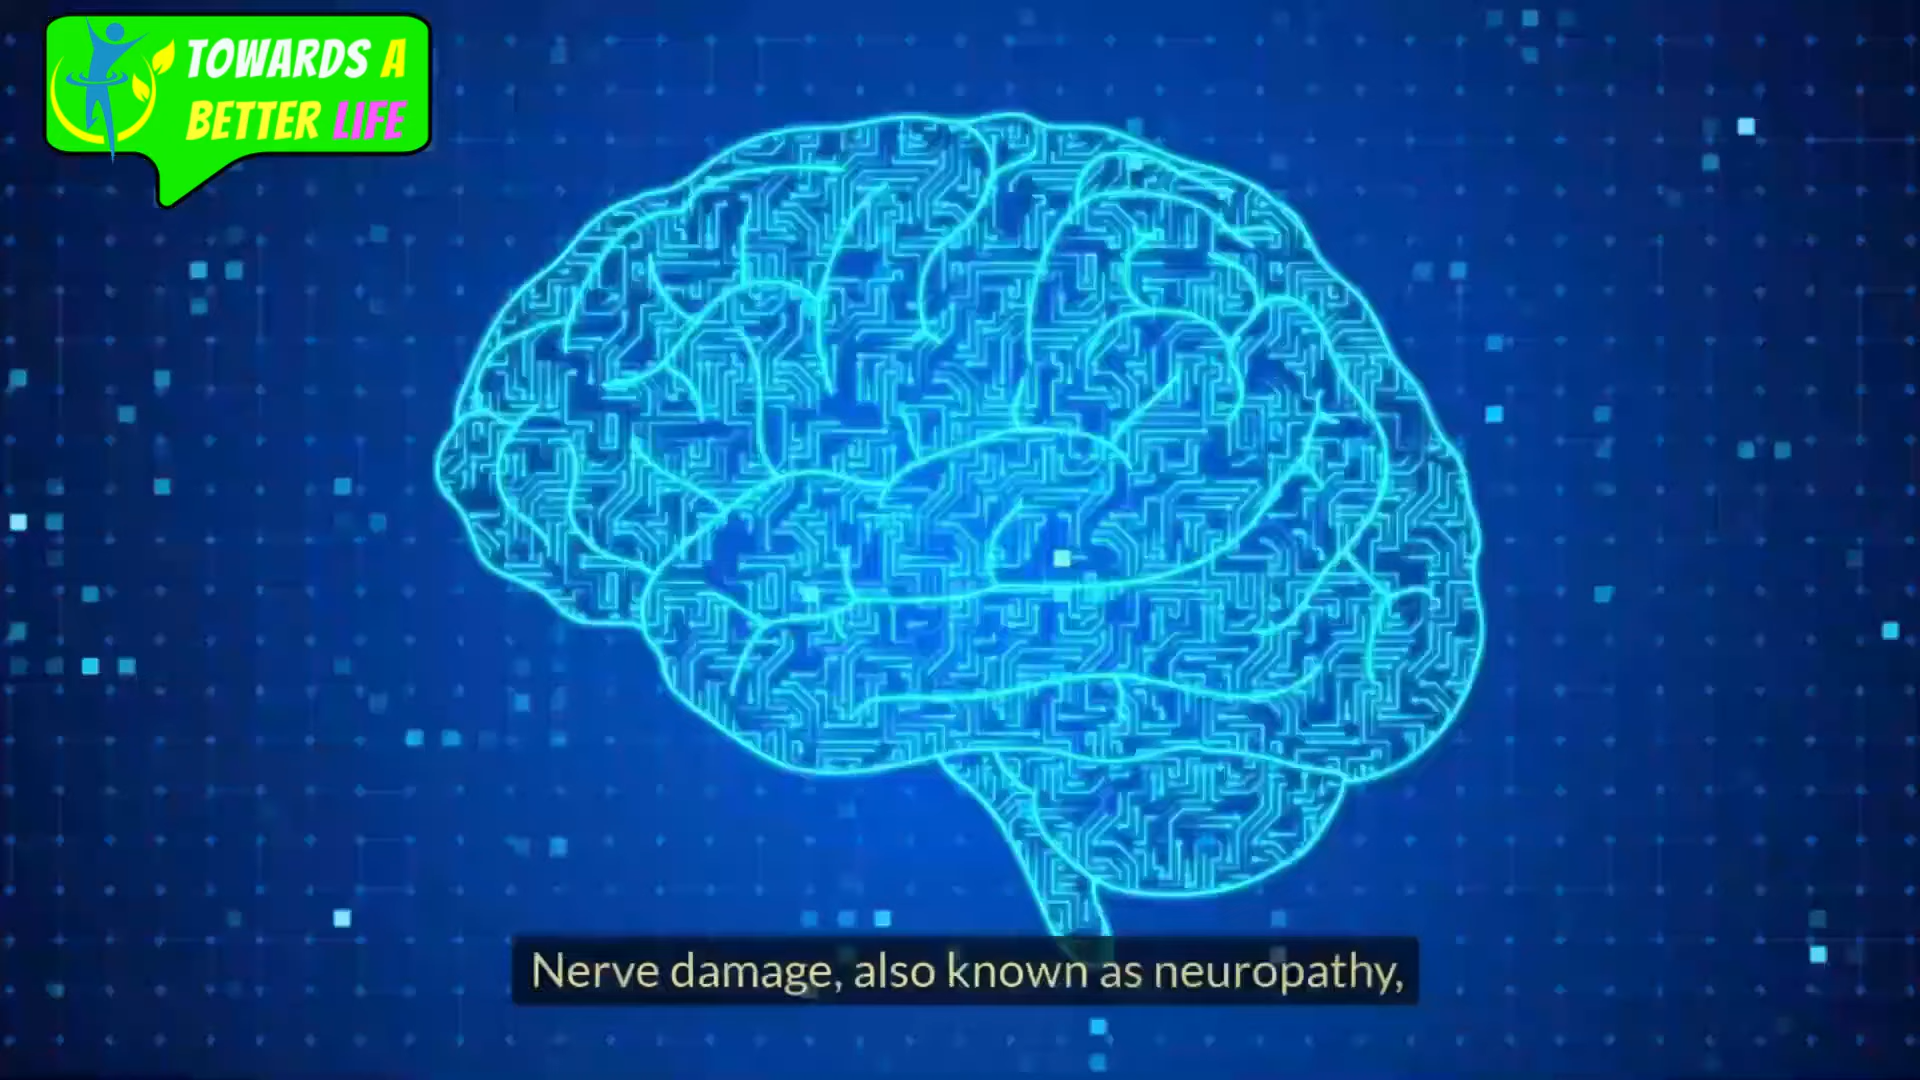 TOWARDS A
BETTER LIFE
Nerve damage, also known as neuropathy,